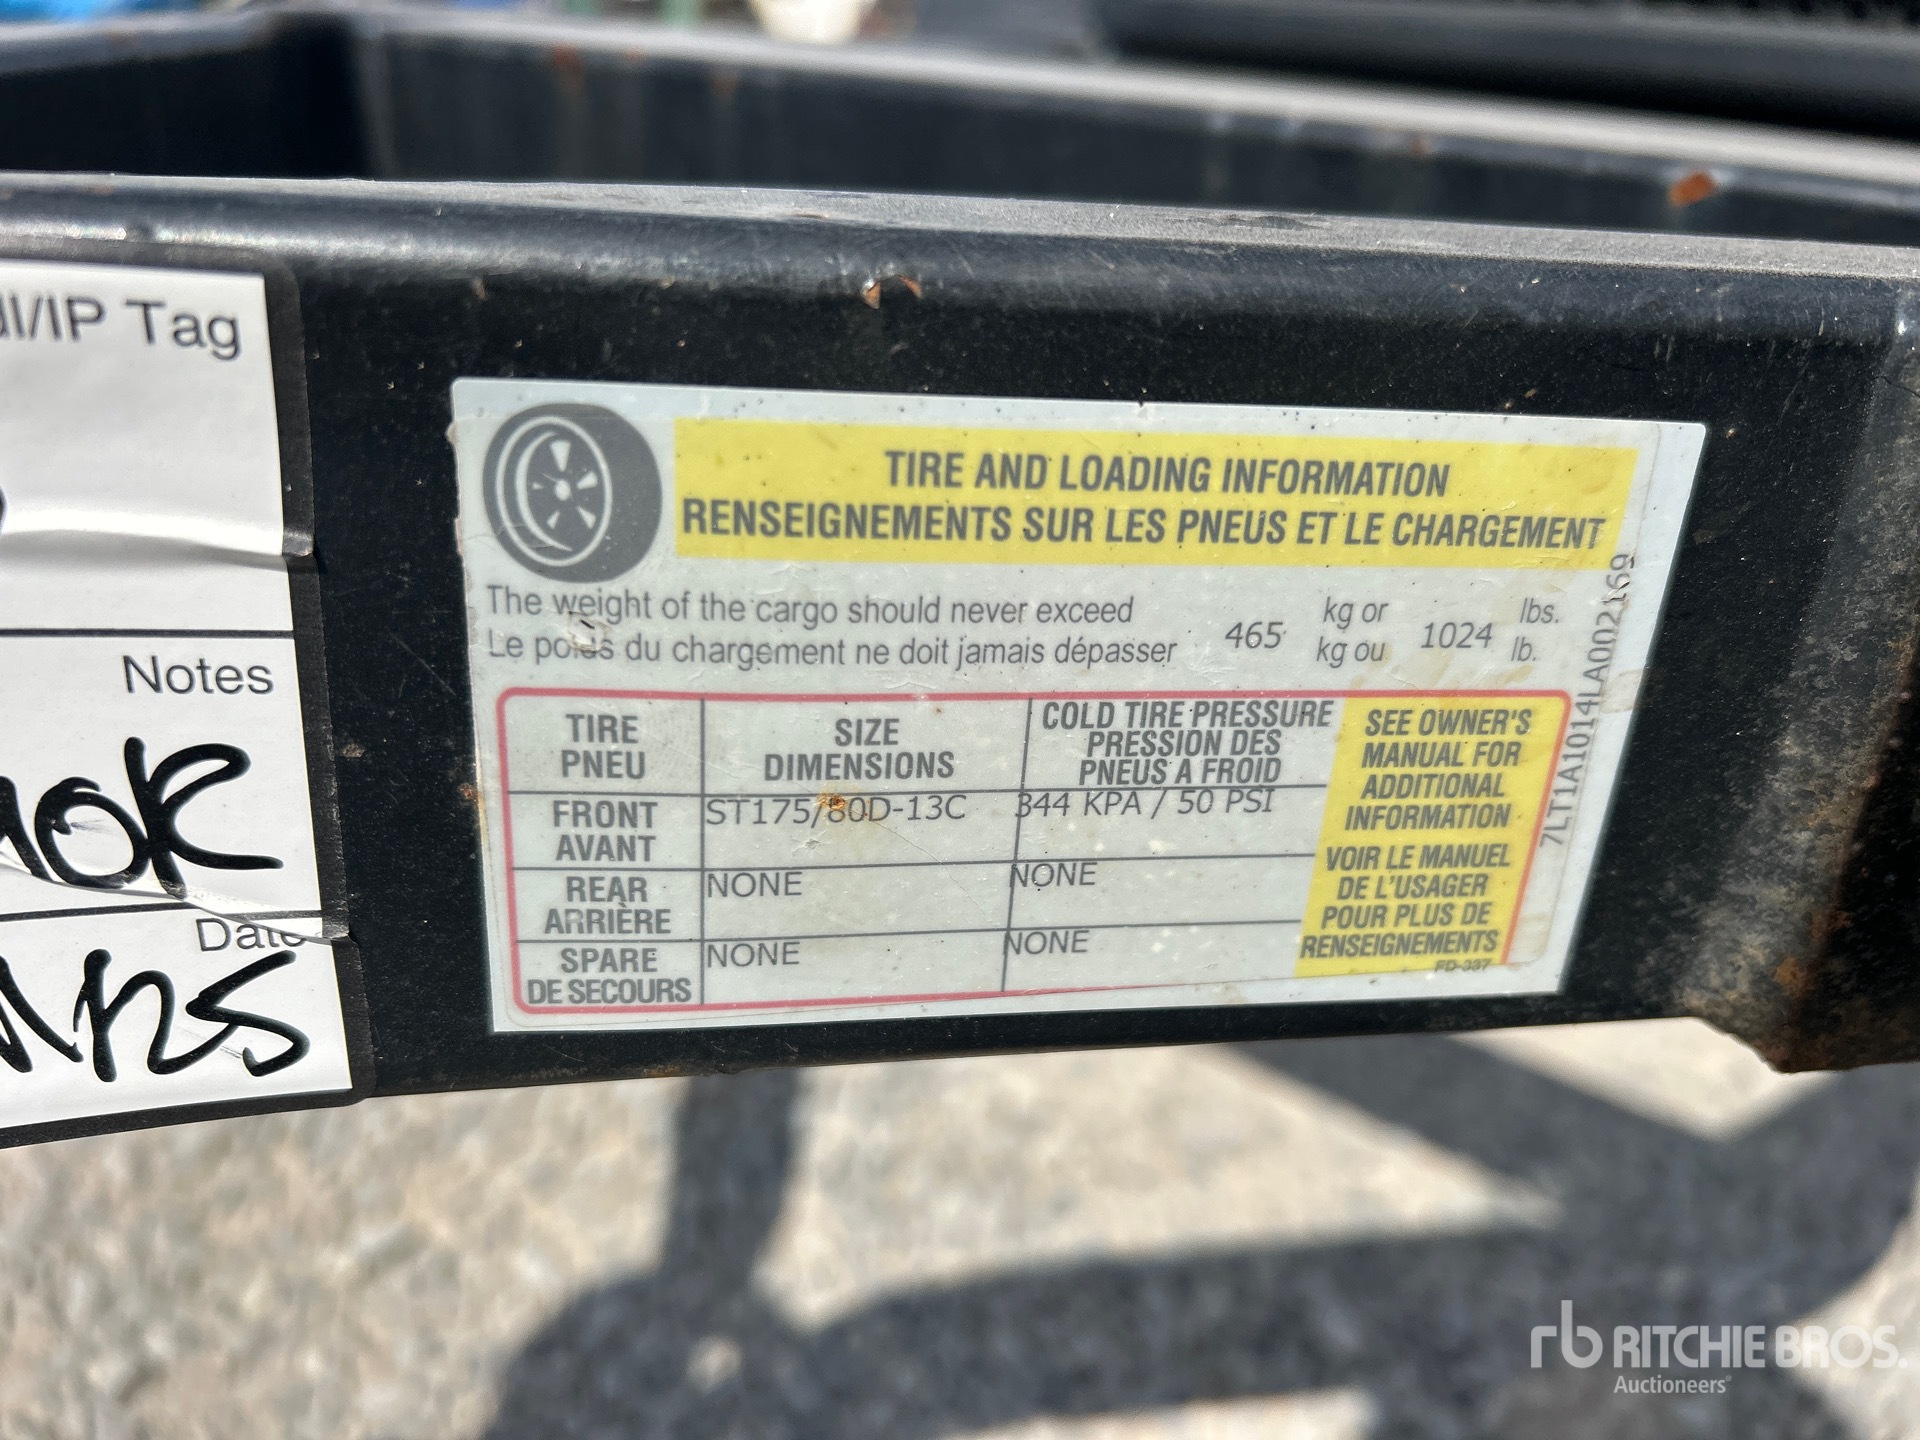 TIRE AND LOADING INFORMATION
RENSEIGNEMENTS SUR LES PNEUS ET LE CHARGEMENT
The weight of the cargo should never exceed 465 kg or 1024 lbs.
Le poids du chargement ne doit jamais dépasser kg ou lb.
TIRE
PNEU
SIZE
DIMENSIONS
COLD TIRE PRESSURE
PRESSION DES
PNEUS A FROID
FRONT
AVANT
ST175/80D-13C
344 KPA / 50 PSI
REAR
ARRIÈRE
NONE
NONE
SPARE
DE SECOURS
NONE
NONE
SEE OWNER'S
MANUAL FOR
ADDITIONAL
INFORMATION
VOIR LE MANUEL
DE L'USAGER
POUR PLUS DE
RENSEIGNEMENTS
FD-337
7LT1A1014LA002169
/IP Tag
Notes
Date
rb RITCHIE BROS.
Auctioneers